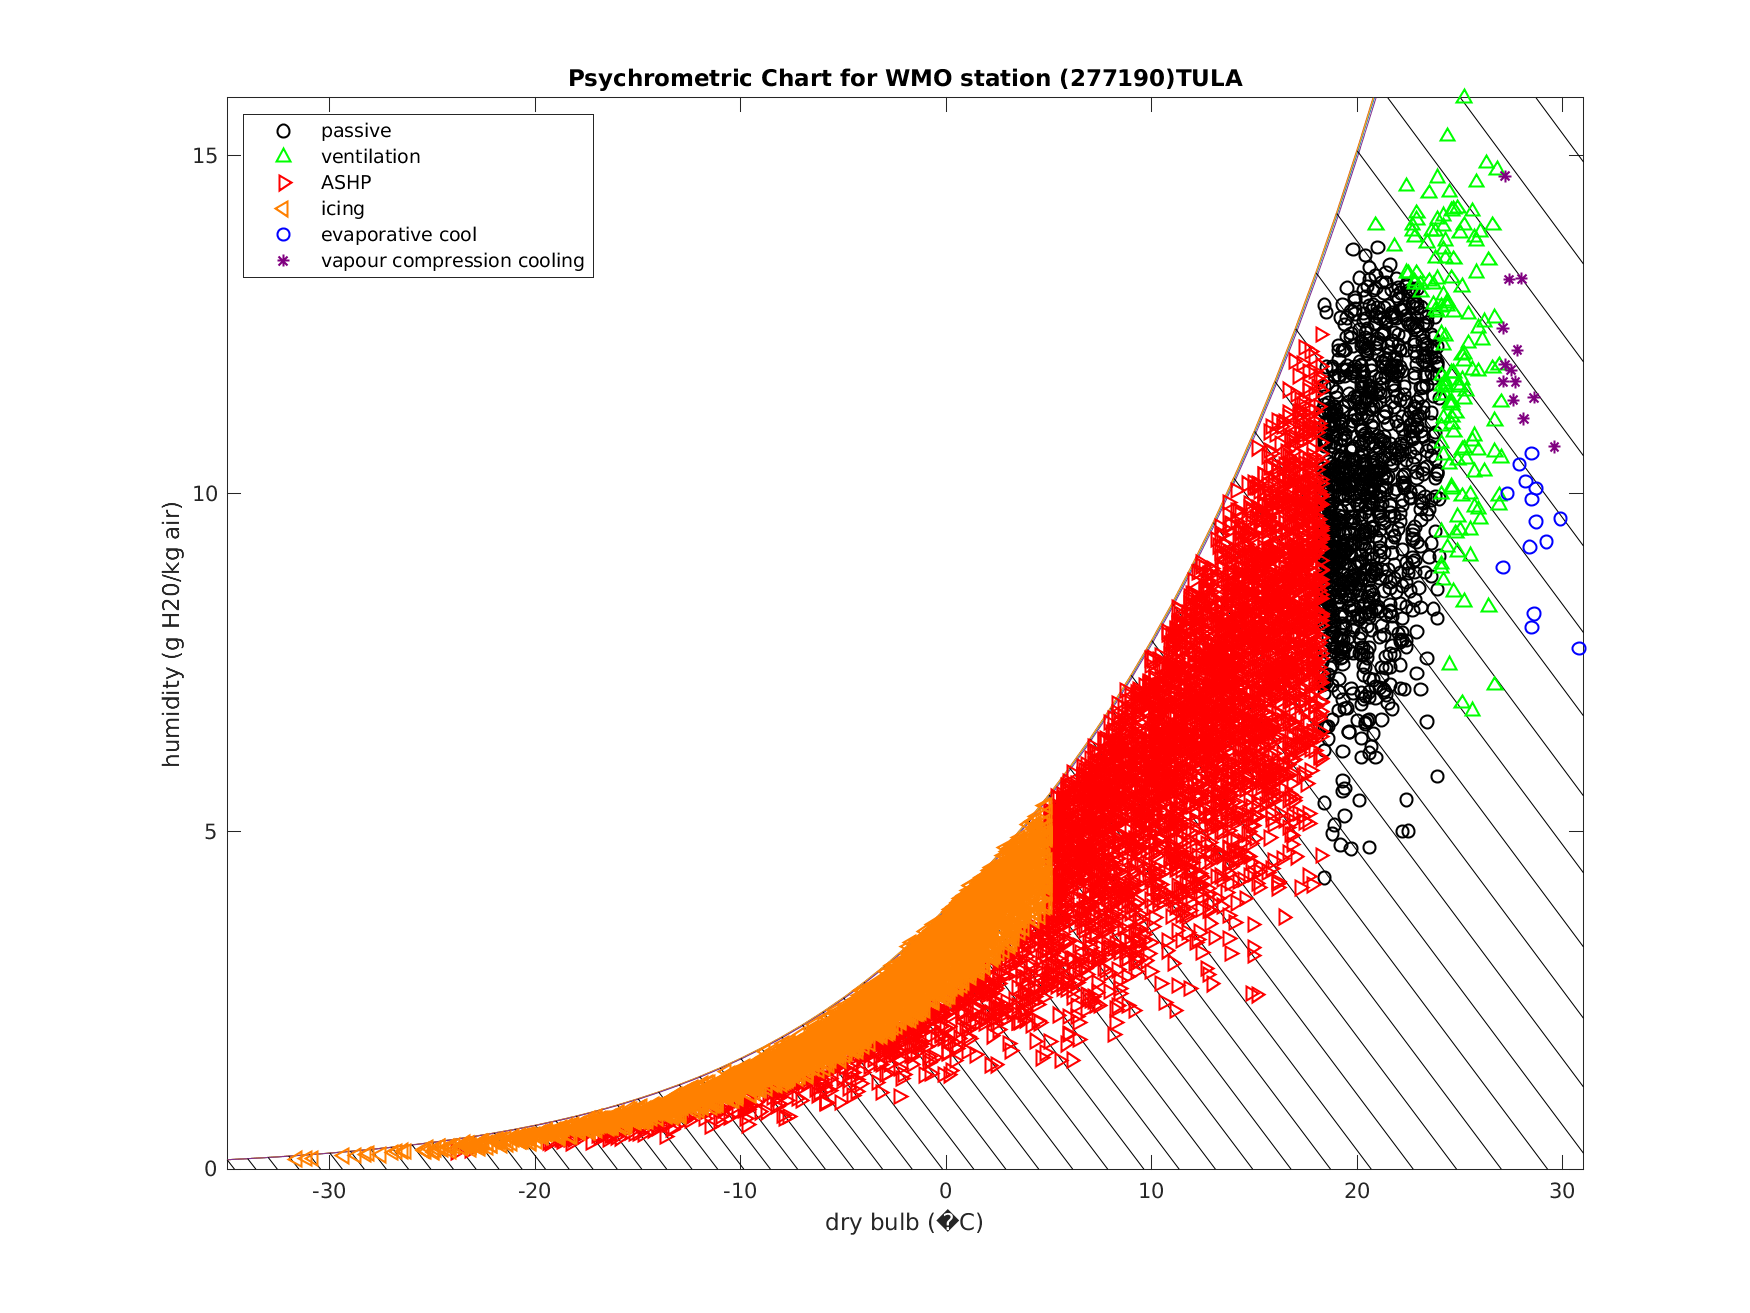 Psychrometric Chart for WMO station (277190)TULA
passive
ventilation
ASHP
icing
evaporative cool
vapour compression cooling
15
10
5
0
humidity (g H20/kg air)
-30 -20 -10 0 10 20 30
dry bulb (�C)